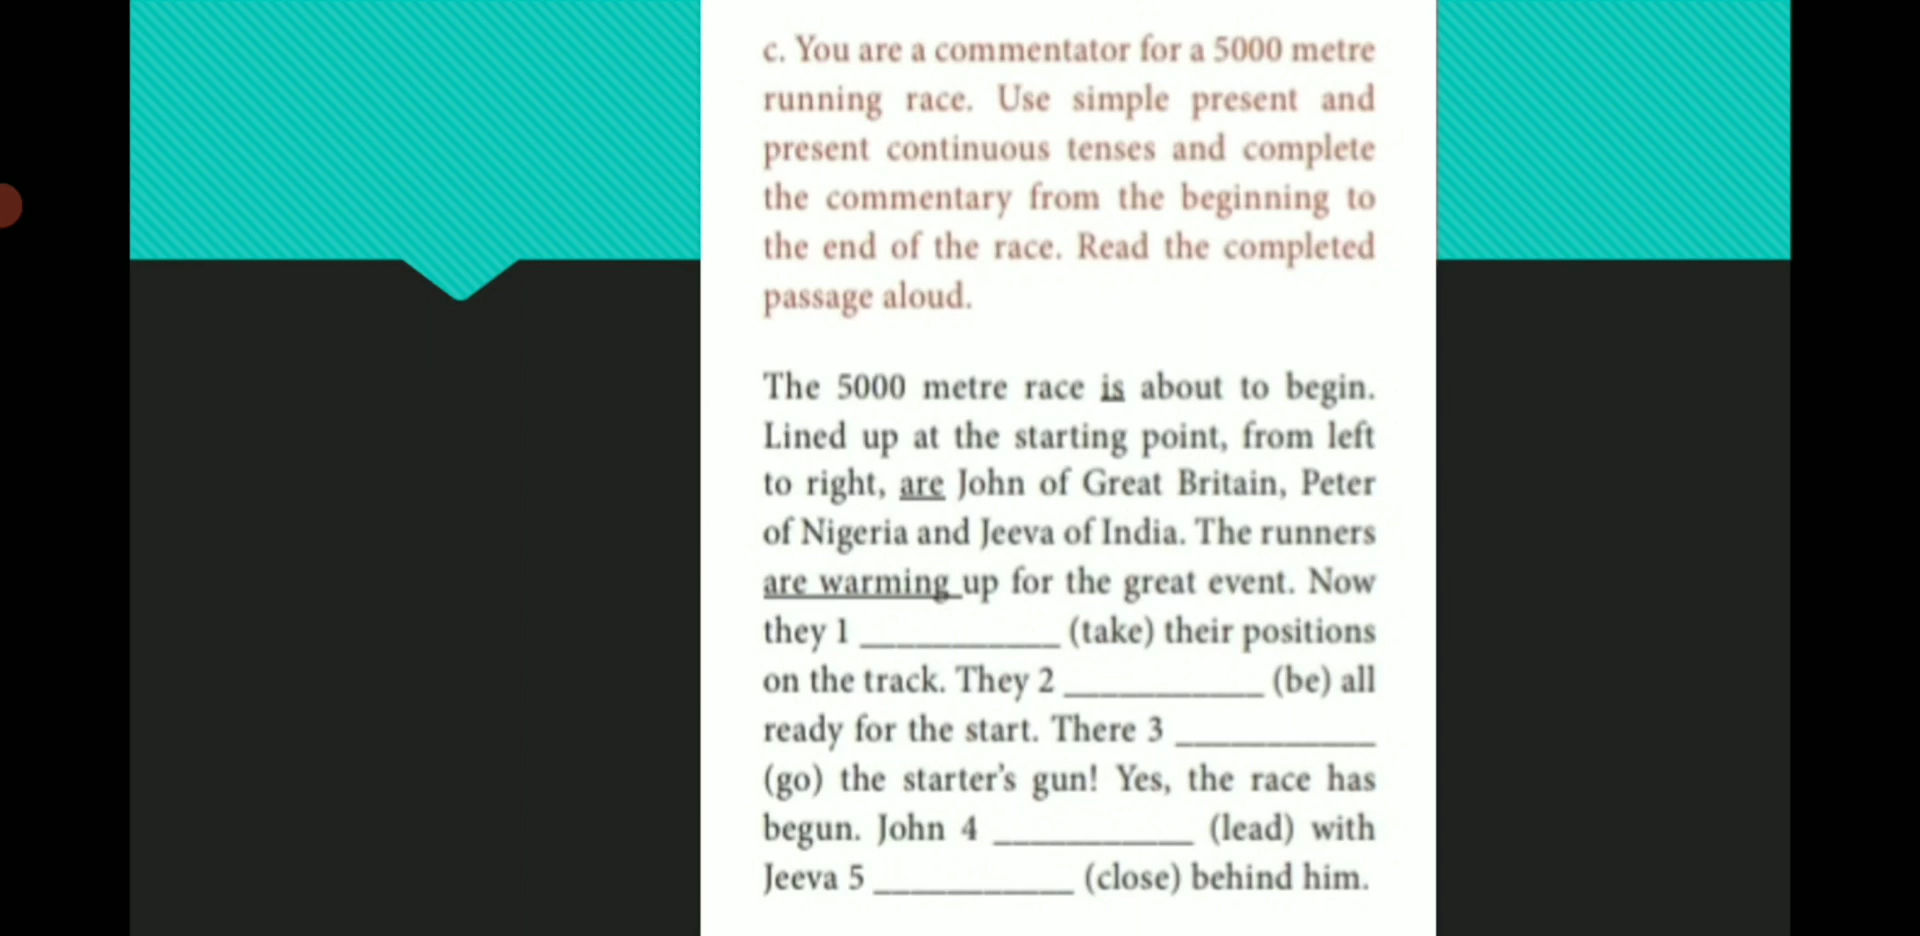 c. You are a commentator for a 5000 metre
running race. Use simple present and
present continuous tenses and complete
the commentary from the beginning to
the end of the race. Read the completed
passage aloud.
The 5000 metre race is about to begin.
Lined up at the starting point, from left
to right, are John of Great Britain, Peter
of Nigeria and Jeeva of India. The runners
are warming up for the great event. Now
they 1 ___________ (take) their positions
on the track. They 2 ___________ (be) all
ready for the start. There 3 ___________
(go) the starter's gun! Yes, the race has
begun. John 4 ___________ (lead) with
Jeeva 5 ___________ (close) behind him.